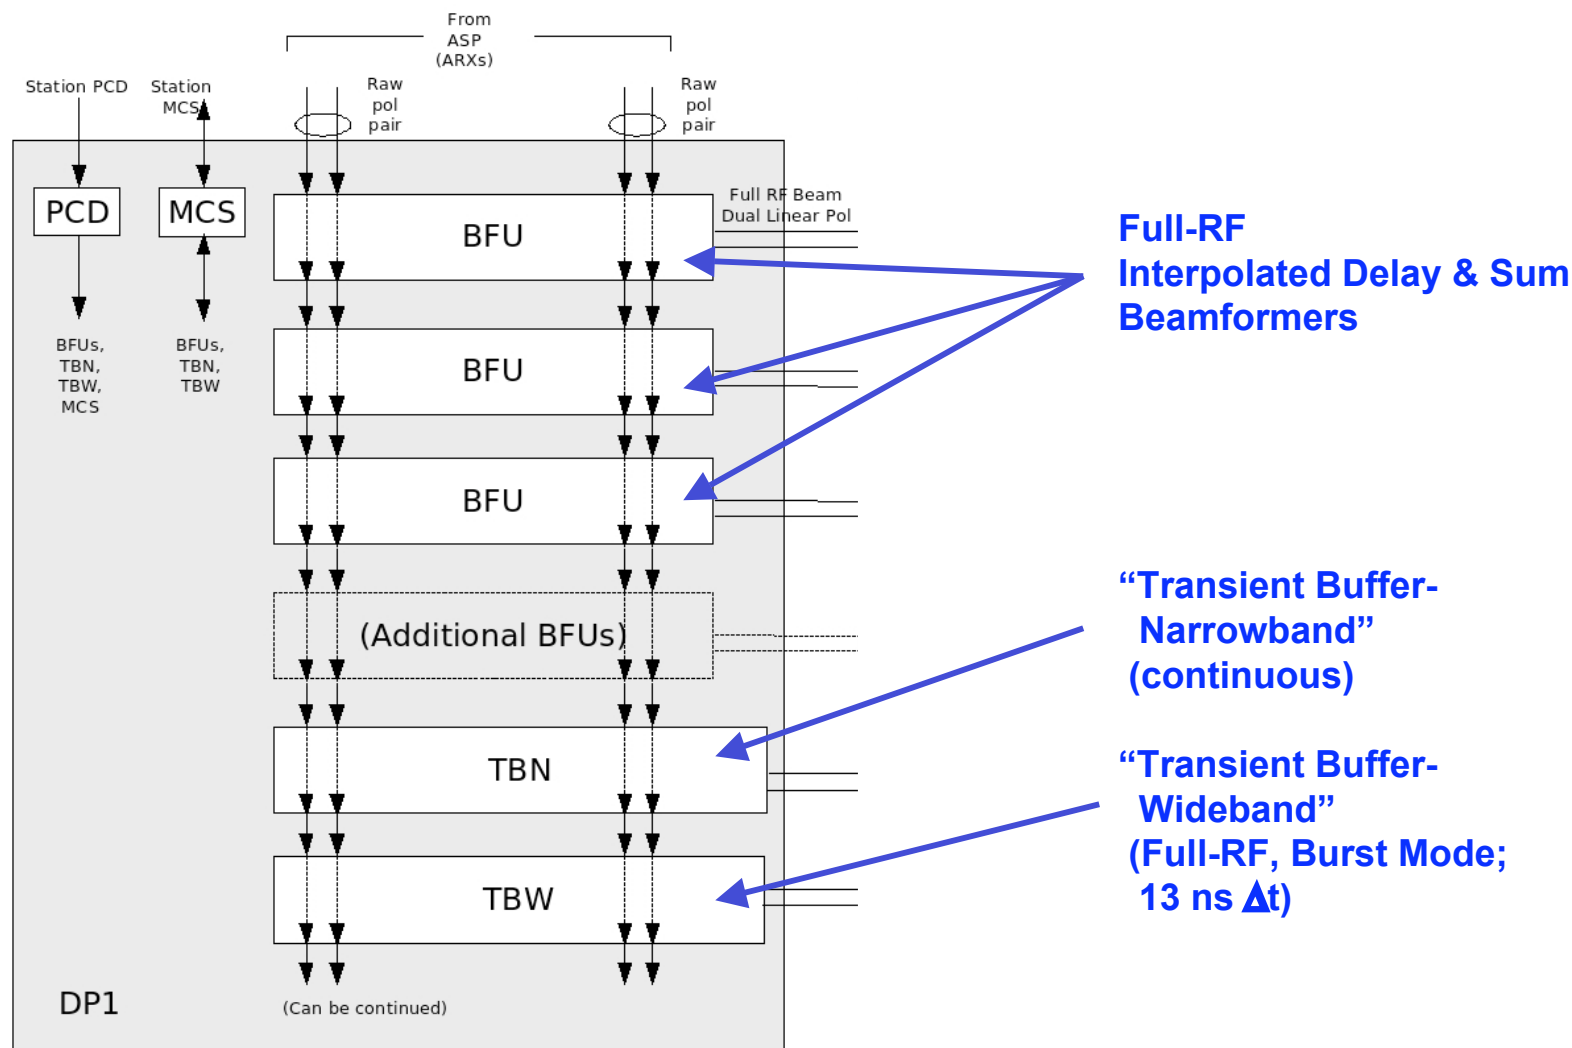 From
ASP
(ARXs)
Station PCD
Station
MCS
Raw
pol
pair
Raw
pol
pair
PCD
MCS
BFU
Full RF Beam
Dual Linear Pol
Full-RF
Interpolated Delay & Sum
Beamformers
BFUs,
TBN,
TBW,
MCS
BFUs,
TBN,
TBW
BFU
BFU
(Additional BFUs)
“Transient Buffer-
Narrowband”
(continuous)
TBN
“Transient Buffer-
Wideband”
(Full-RF, Burst Mode;
13 ns Δt)
TBW
DP1
(Can be continued)